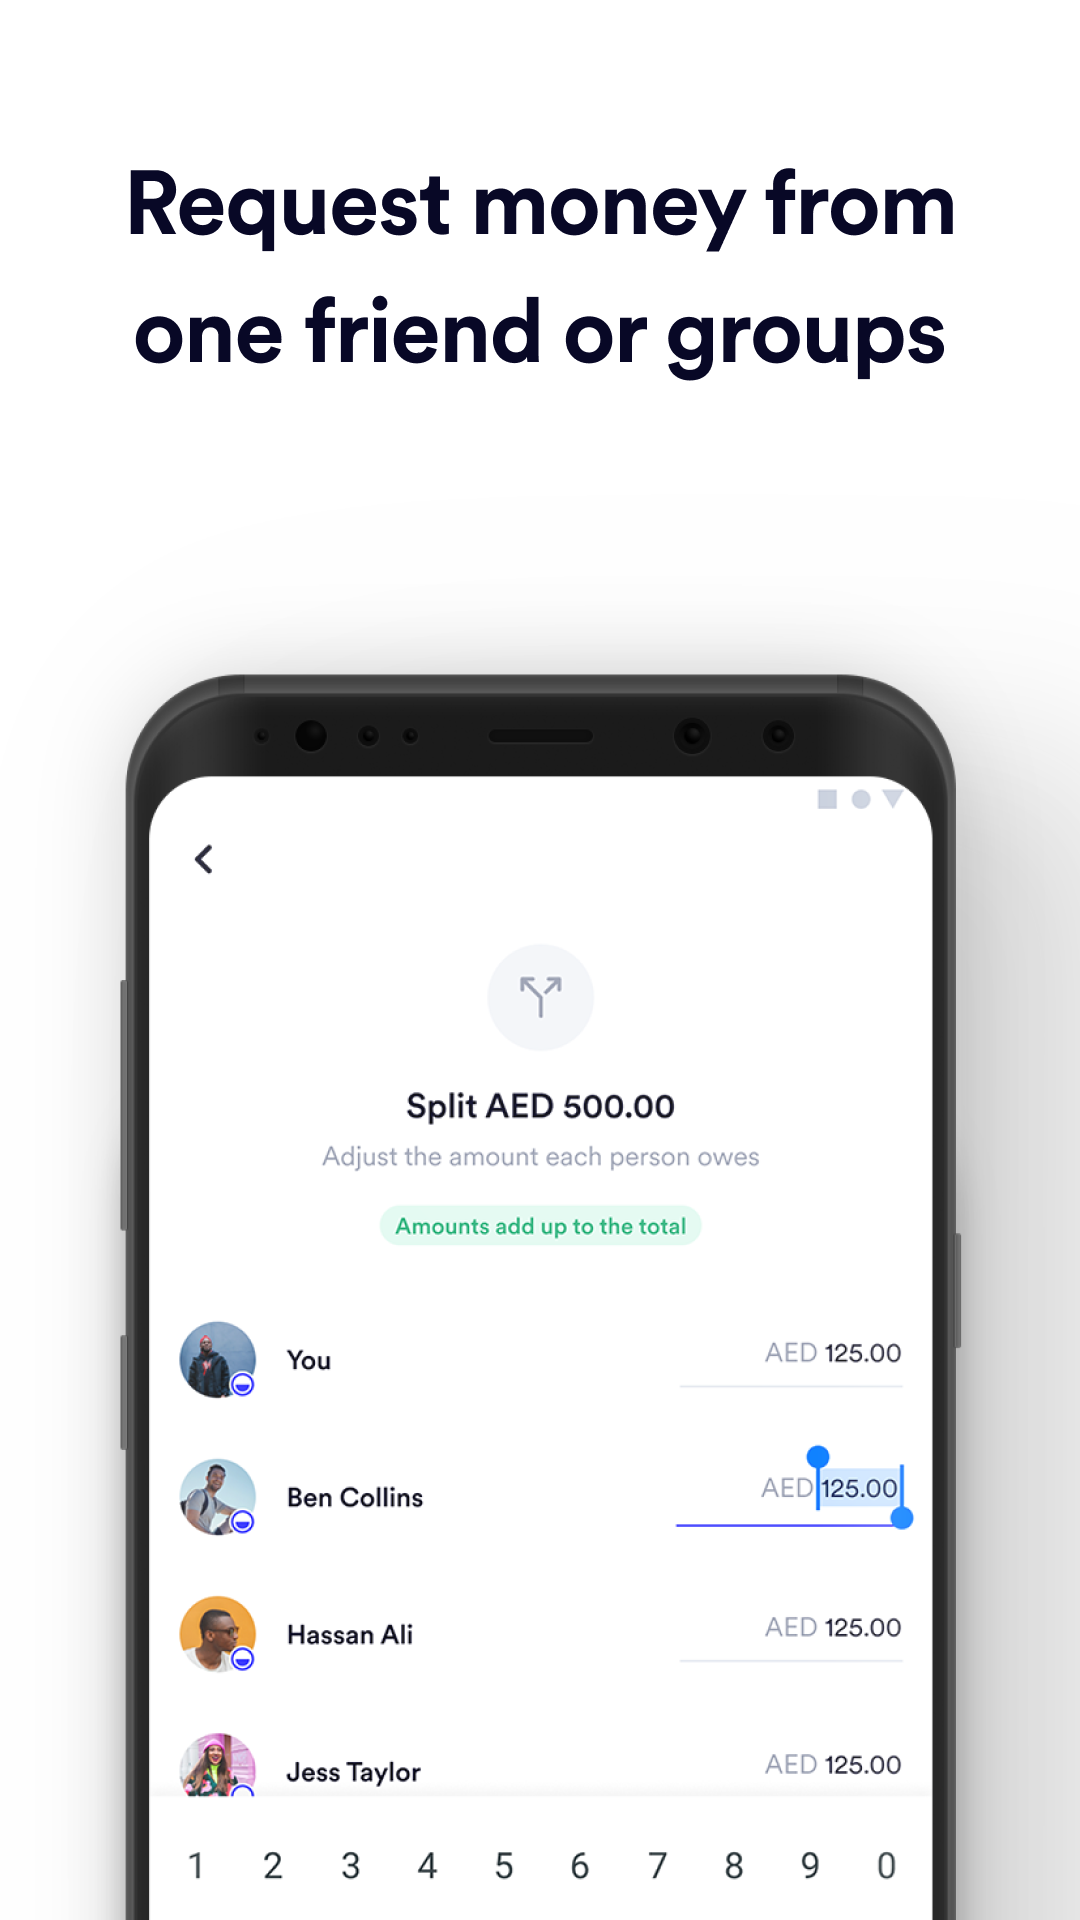 Request money from
one friend or groups
Split AED 500.00
Adjust the amount each person owes
Amounts add up to the total
You AED 125.00
Ben Collins AED 125.00
Hassan Ali AED 125.00
Jess Taylor AED 125.00
1 2 3 4 5 6 7 8 9 0